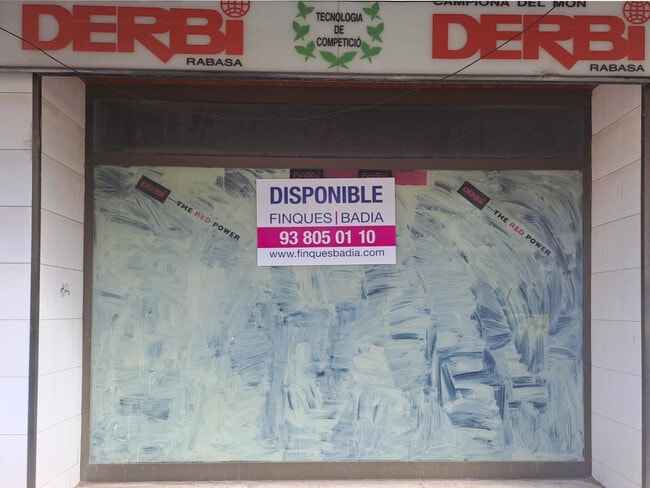 DERBi
RABASA
TECNOLOGIA
DE
COMPETICIÓ
CAMPIONA DEL MÓN
DERBi
RABASA
DERBI
THE RED POWER
DISPONIBLE
FINQUES|BADIA
93 805 01 10
www.finquesbadia.com
DERBI
THE RED POWER